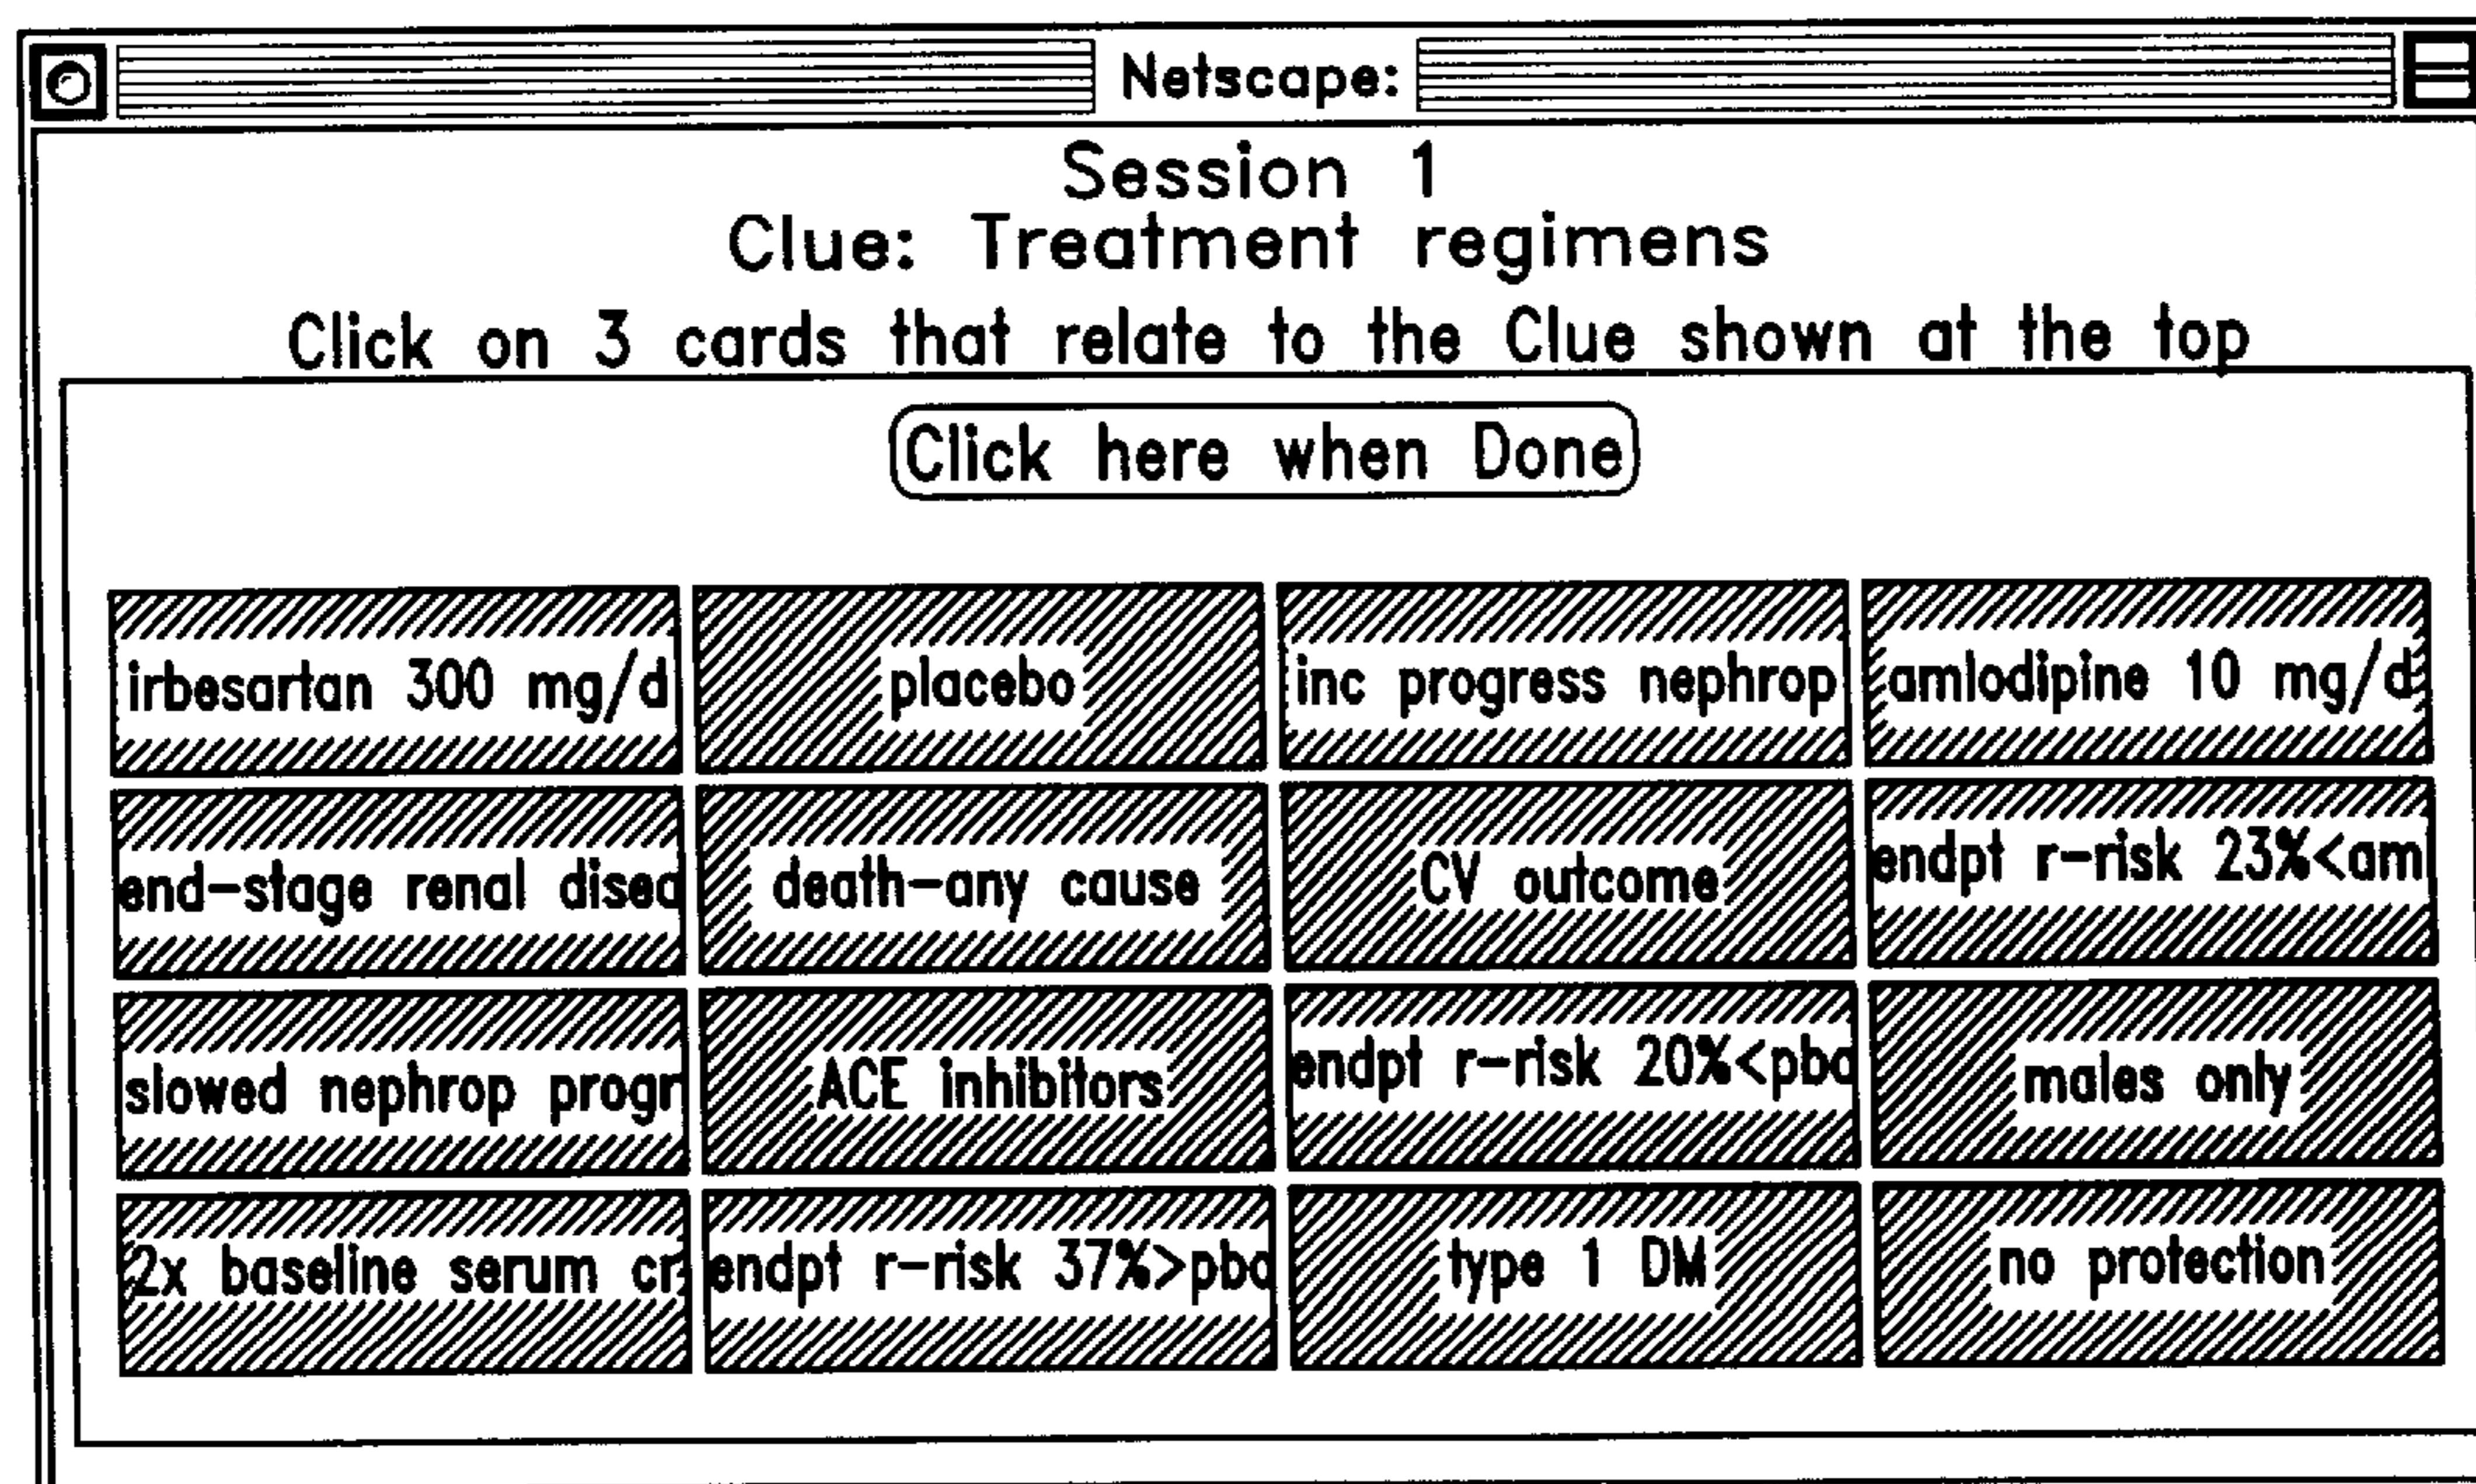 Netscape:
Session 1
Clue: Treatment regimens
Click on 3 cards that relate to the Clue shown at the top
Click here when Done
irbesartan 300 mg/d placebo inc progress nephrop amlodipine 10 mg/d
end-stage renal disea death-any cause CV outcome endpt r-risk 23%<am
slowed nephrop progr ACE inhibitors endpt r-risk 20%<pbo males only
2x baseline serum cr endpt r-risk 37%>pbo type 1 DM no protection